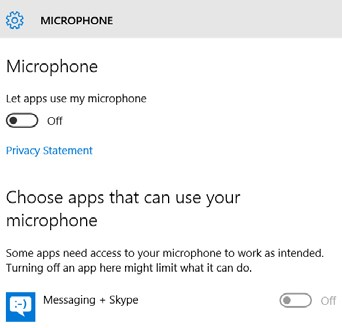 MICROPHONE
Microphone
Let apps use my microphone
Off
Privacy Statement
Choose apps that can use your
microphone
Some apps need access to your microphone to work as intended.
Turning off an app here might limit what it can do.
Messaging + Skype Off